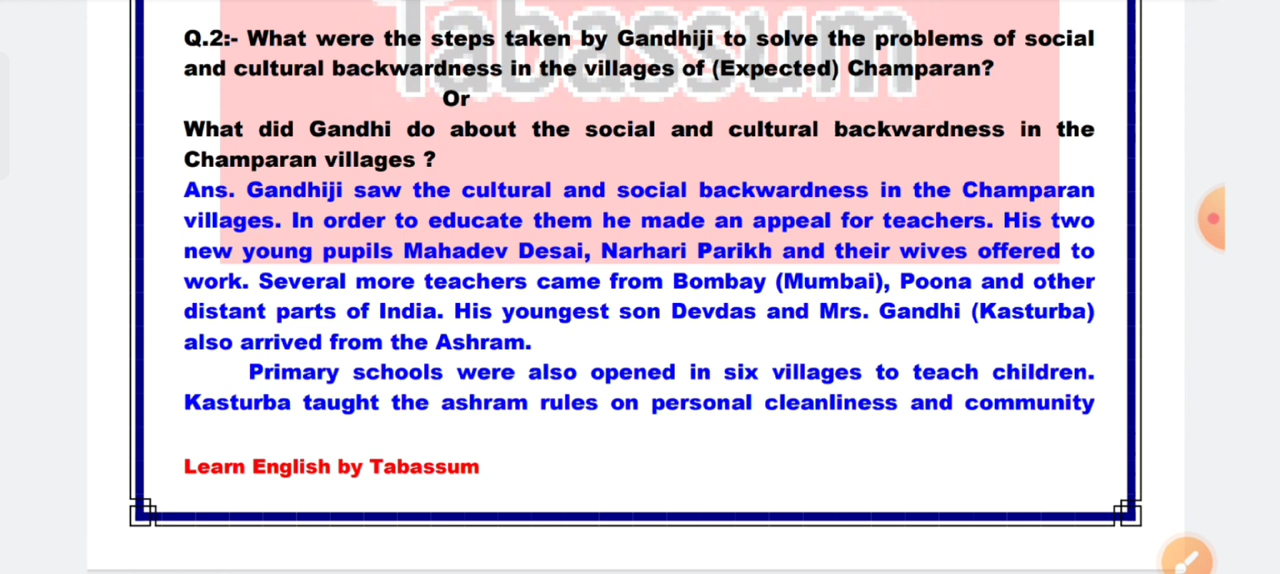 Tabassum
Q.2:- What were the steps taken by Gandhiji to solve the problems of social
and cultural backwardness in the villages of (Expected) Champaran?
Or
What did Gandhi do about the social and cultural backwardness in the
Champaran villages ?
Ans. Gandhiji saw the cultural and social backwardness in the Champaran
villages. In order to educate them he made an appeal for teachers. His two
new young pupils Mahadev Desai, Narhari Parikh and their wives offered to
work. Several more teachers came from Bombay (Mumbai), Poona and other
distant parts of India. His youngest son Devdas and Mrs. Gandhi (Kasturba)
also arrived from the Ashram.
Primary schools were also opened in six villages to teach children.
Kasturba taught the ashram rules on personal cleanliness and community
Learn English by Tabassum